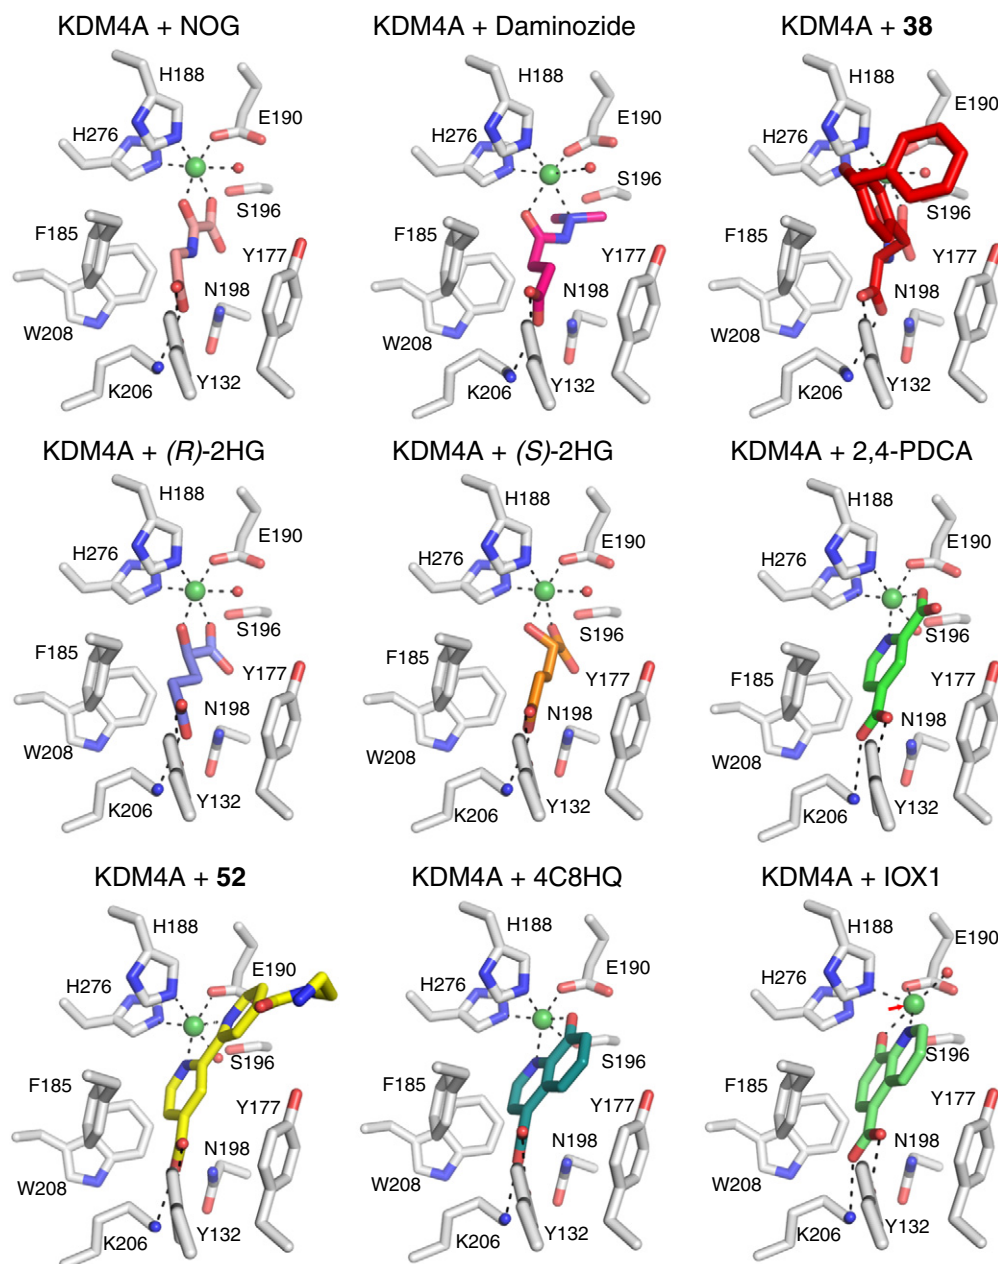 KDM4A + NOG
H188
E190
H276
S196
F185
Y177
N198
W208
K206
Y132
KDM4A + Daminozide
H188
E190
H276
S196
F185
Y177
N198
W208
K206
Y132
KDM4A + 38
H188
E190
H276
S196
F185
Y177
N198
W208
K206
Y132
KDM4A + (R)-2HG
H188
E190
H276
S196
F185
Y177
N198
W208
K206
Y132
KDM4A + (S)-2HG
H188
E190
H276
S196
F185
Y177
N198
W208
K206
Y132
KDM4A + 2,4-PDCA
H188
E190
H276
S196
F185
Y177
N198
W208
K206
Y132
KDM4A + 52
H188
E190
H276
S196
F185
Y177
N198
W208
K206
Y132
KDM4A + 4C8HQ
H188
E190
H276
S196
F185
Y177
N198
W208
K206
Y132
KDM4A + IOX1
H188
E190
H276
S196
F185
Y177
N198
W208
K206
Y132